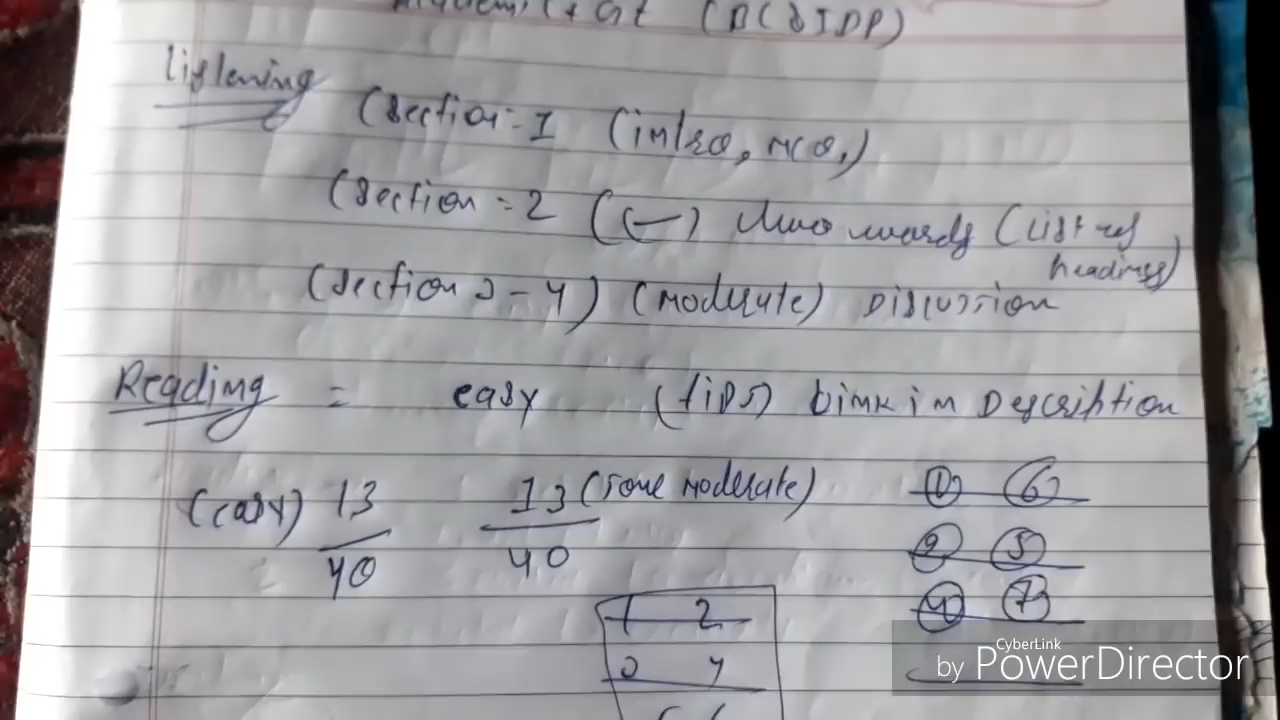 (BC & IDP)
Listening
(Section - 1 (intro, MCQ,)
(Section = 2 ( (—) two words (List of headings)
(Section 3 - 4) (moderate) Discussion
Reading = easy (tips) link in Description
(easy) 13/40 13/40 (some moderate)
1 6
2 5
4 7
1 2
3 4
CyberLink
by PowerDirector